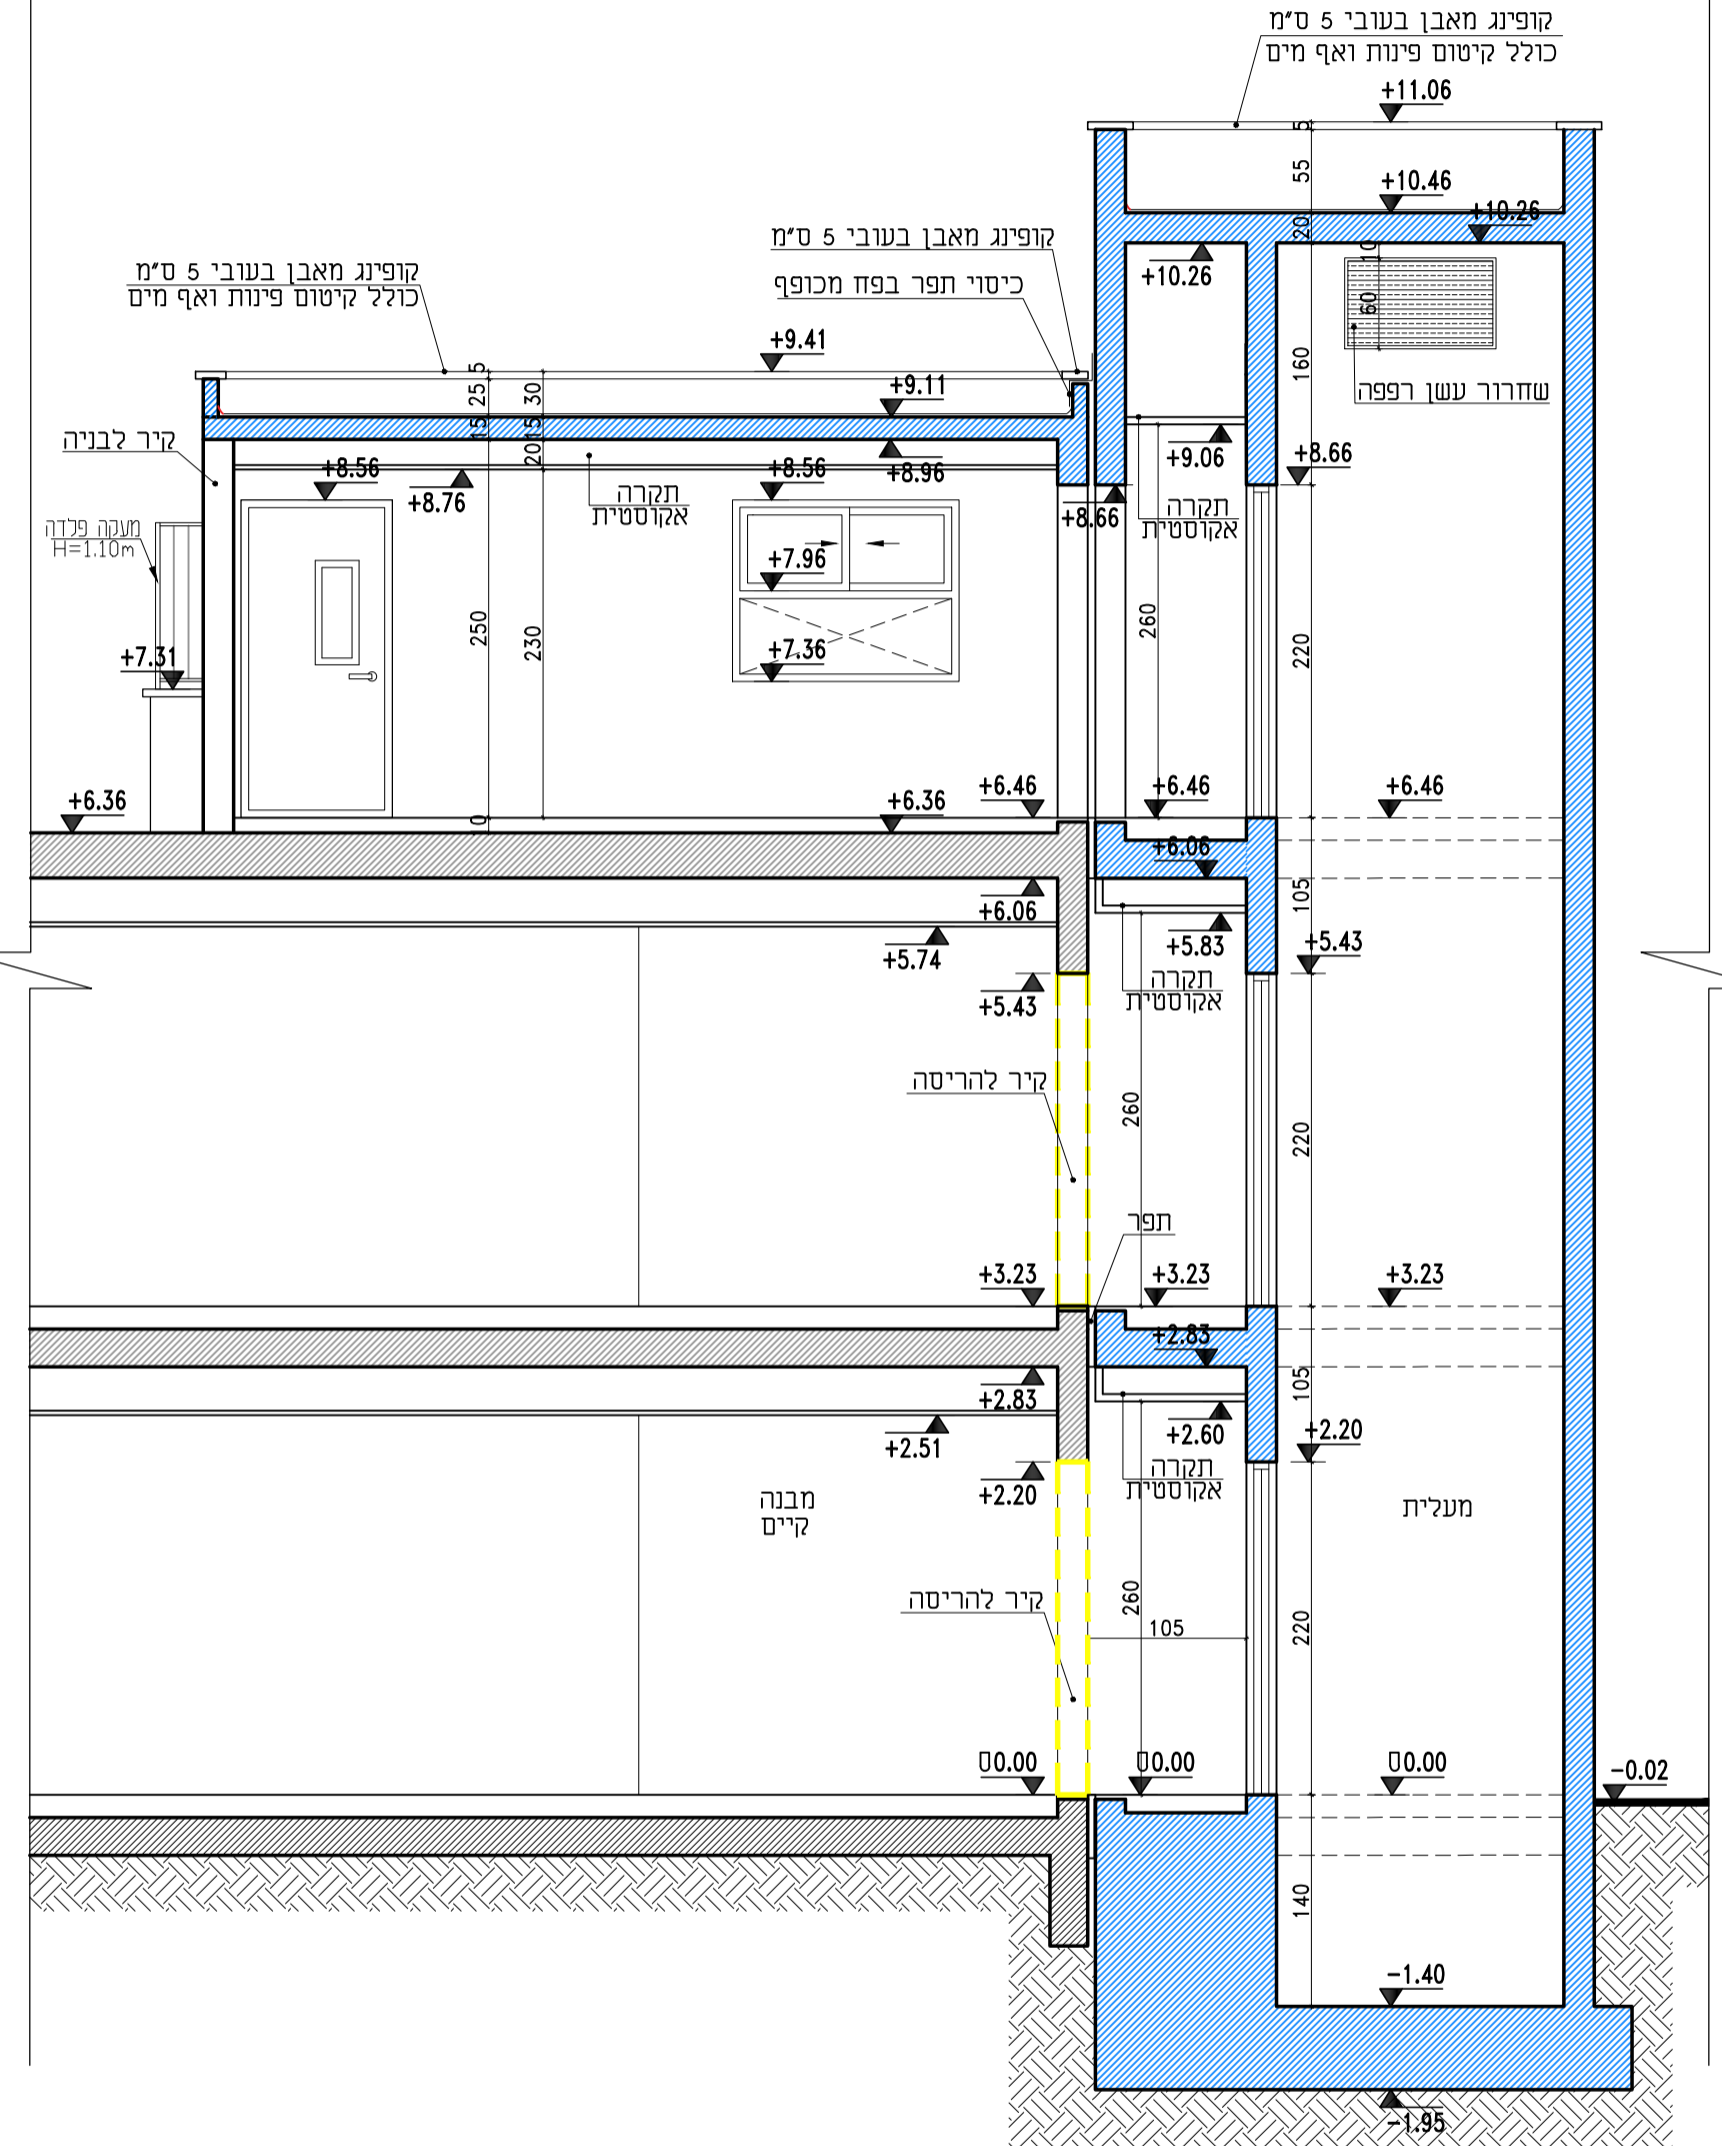 קופינג מאבן בעובי 5 ס"מ
כולל קיטום פינות ואף מים
+11.06
5
55
+10.46
+10.26
20
10
קופינג מאבן בעובי 5 ס"מ
קופינג מאבן בעובי 5 ס"מ
כולל קיטום פינות ואף מים
כיסוי תפר בפח מכופף
+10.26
60
160
שחרור עשן רפפה
+9.41
5
25
30
+9.11
15
15
20
קיר לבניה
+8.56
+8.76
תקרה
אקוסטית
+8.56
+8.96
+9.06
+8.66
+8.66
תקרה
אקוסטית
מעקה פלדה
H=1.10m
+7.96
+7.36
+7.31
250
230
260
220
+6.36
10
+6.36
+6.46
+6.46
+6.46
+6.06
+6.06
105
+5.74
+5.83
+5.43
+5.43
תקרה
אקוסטית
קיר להריסה
260
220
תפר
+3.23
+3.23
+3.23
+2.83
+2.83
105
+2.51
+2.60
+2.20
+2.20
תקרה
אקוסטית
מבנה
קיים
מעלית
קיר להריסה
260
105
220
0.00
0.00
0.00
-0.02
140
-1.40
-1.95